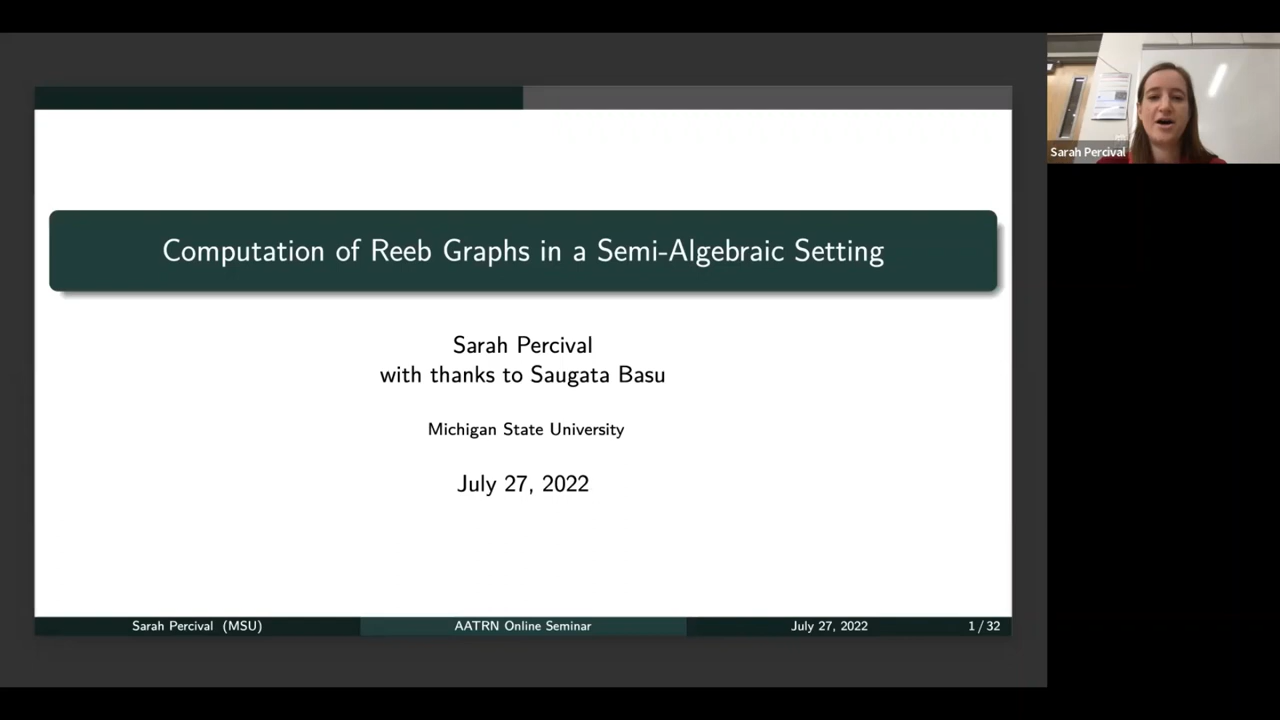 Computation of Reeb Graphs in a Semi-Algebraic Setting
Sarah Percival
with thanks to Saugata Basu
Michigan State University
July 27, 2022
Sarah Percival (MSU)
AATRN Online Seminar
July 27, 2022
1 / 32
Sarah Percival